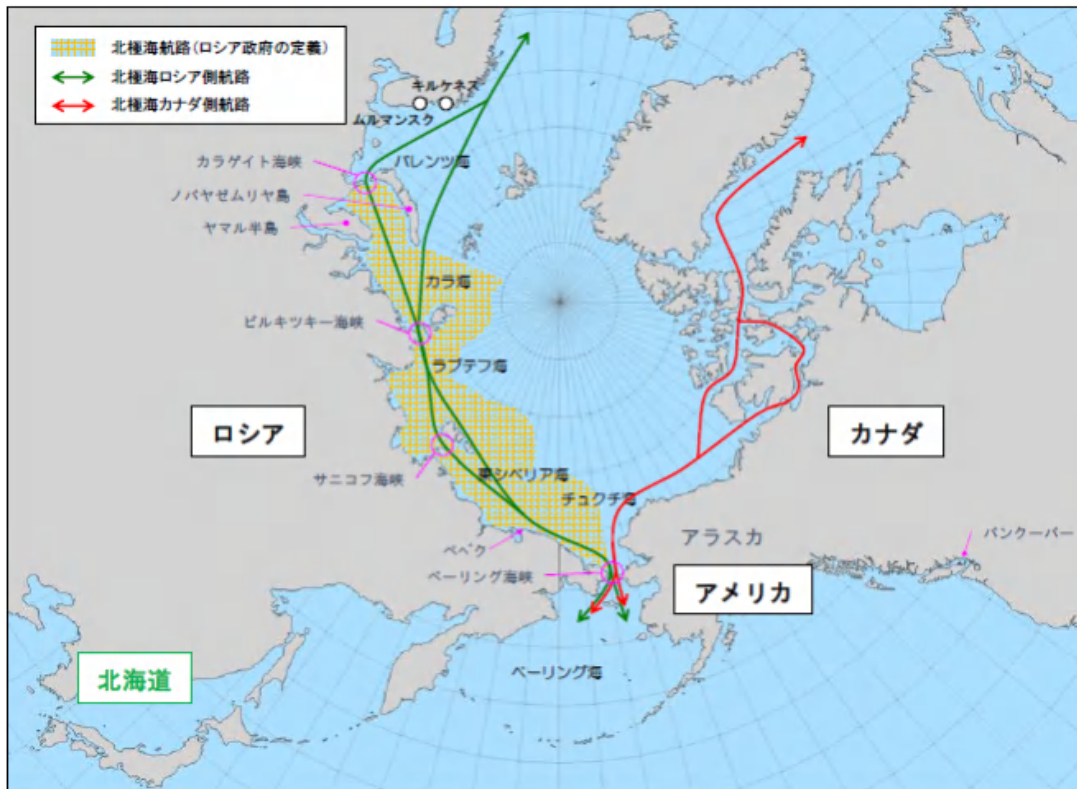 北極海航路(ロシア政府の定義)
北極海ロシア側航路
北極海カナダ側航路
キルケネス
ムルマンスク
バレンツ海
カラゲイト海峡
ノバヤゼムリヤ島
ヤマル半島
カラ海
ビルキツキー海峡
ラプテフ海
ロシア
カナダ
サニコフ海峡
東シベリア海
チュクチ海
ペベク
アラスカ
バンクーバー
ベーリング海峡
アメリカ
ベーリング海
北海道